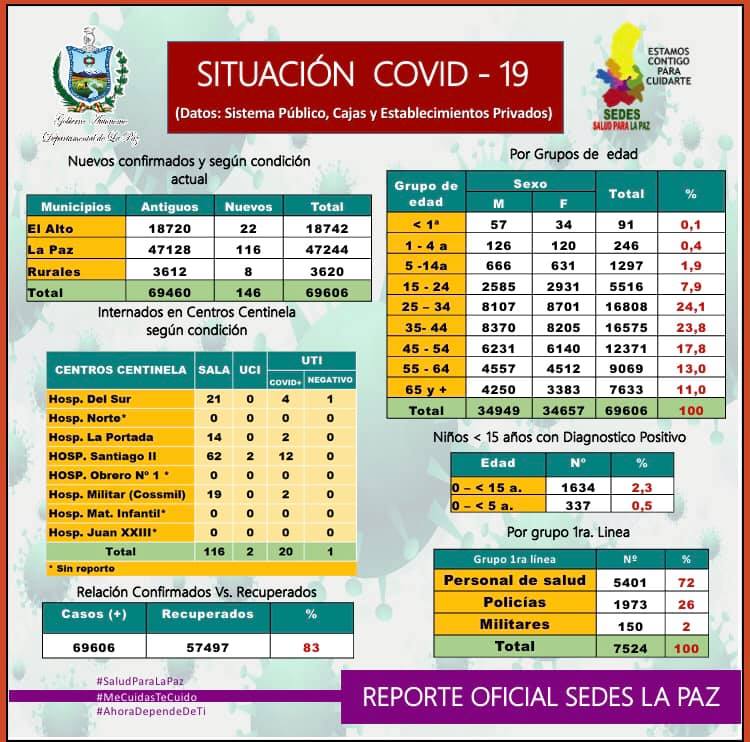 Gobierno Autónomo
Departamental de La Paz
SITUACIÓN COVID - 19
(Datos: Sistema Público, Cajas y Establecimientos Privados)
ESTAMOS
CONTIGO
PARA
CUIDARTE
SEDES
SALUD PARA LA PAZ
Nuevos confirmados y según condición
actual
Municipios Antiguos Nuevos Total
El Alto 18720 22 18742
La Paz 47128 116 47244
Rurales 3612 8 3620
Total 69460 146 69606
Internados en Centros Centinela
según condición
CENTROS CENTINELA SALA UCI UTI
COVID+ NEGATIVO
Hosp. Del Sur 21 0 4 1
Hosp. Norte* 0 0 0 0
Hosp. La Portada 14 0 2 0
HOSP. Santiago II 62 2 12 0
HOSP. Obrero Nº 1 * 0 0 0 0
Hosp. Militar (Cossmil) 19 0 2 0
Hosp. Mat. Infantil* 0 0 0 0
Hosp. Juan XXIII* 0 0 0 0
Total 116 2 20 1
* Sin reporte
Relación Confirmados Vs. Recuperados
Casos (+) Recuperados %
69606 57497 83
Por Grupos de edad
Grupo de edad Sexo Total %
M F
< 1ª 57 34 91 0,1
1 - 4 a 126 120 246 0,4
5 -14a 666 631 1297 1,9
15 - 24 2585 2931 5516 7,9
25 – 34 8107 8701 16808 24,1
35- 44 8370 8205 16575 23,8
45 - 54 6231 6140 12371 17,8
55 - 64 4557 4512 9069 13,0
65 y + 4250 3383 7633 11,0
Total 34949 34657 69606 100
Niños < 15 años con Diagnostico Positivo
Edad Nº %
0 – < 15 a. 1634 2,3
0 – < 5 a. 337 0,5
Por grupo 1ra. Linea
Grupo 1ra línea Nº %
Personal de salud 5401 72
Policías 1973 26
Militares 150 2
Total 7524 100
#SaludParaLaPaz
#MeCuidasTeCuido
#AhoraDependeDeTi
REPORTE OFICIAL SEDES LA PAZ